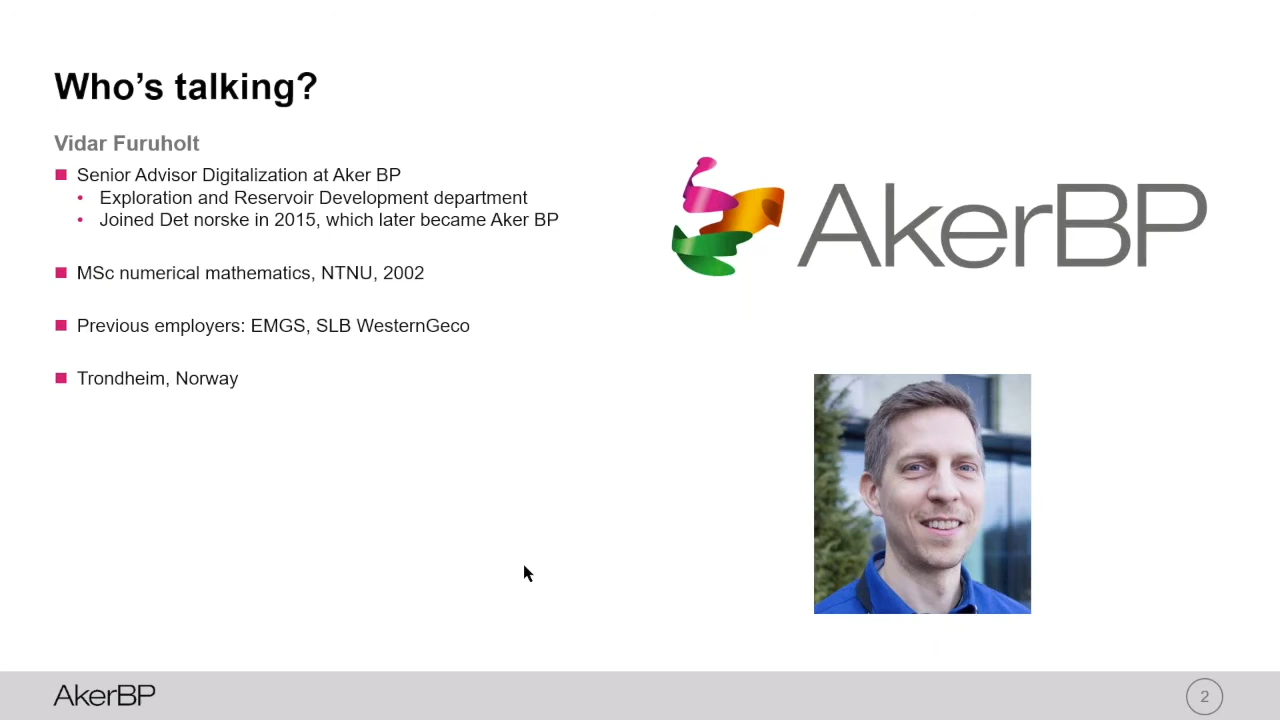 Who's talking?
Vidar Furuholt
Senior Advisor Digitalization at Aker BP
Exploration and Reservoir Development department
Joined Det norske in 2015, which later became Aker BP
MSc numerical mathematics, NTNU, 2002
Previous employers: EMGS, SLB WesternGeco
Trondheim, Norway
AkerBP
AkerBP
2